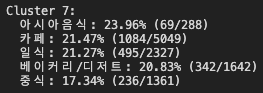 Cluster 7:
아시아음식: 23.96% (69/288)
카페: 21.47% (1084/5049)
일식: 21.27% (495/2327)
베이커리/디저트: 20.83% (342/1642)
중식: 17.34% (236/1361)